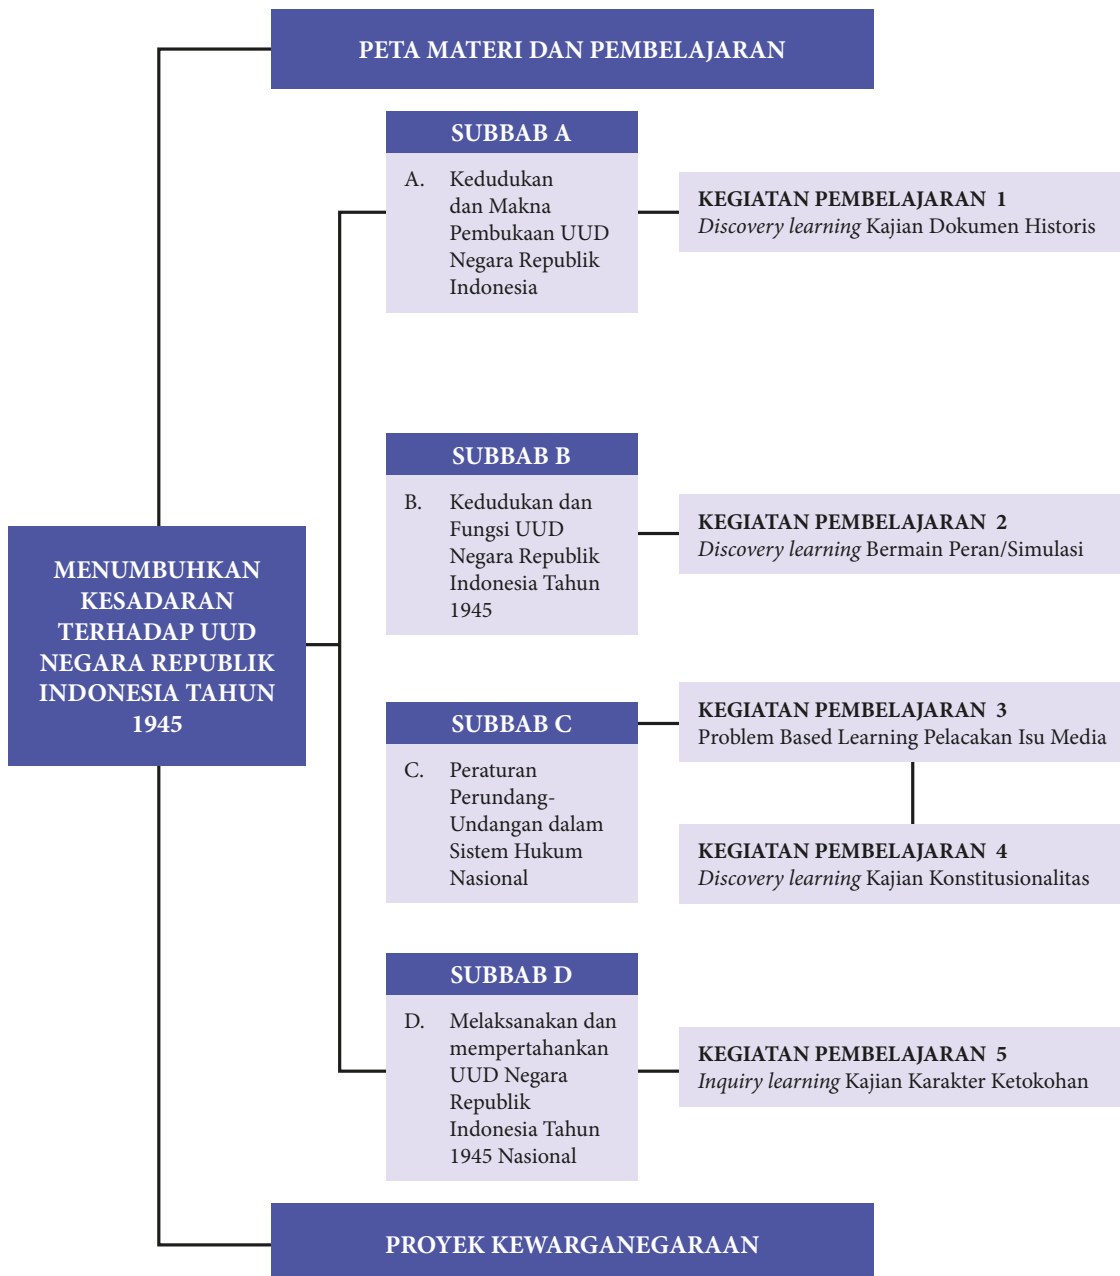 PETA MATERI DAN PEMBELAJARAN
MENUMBUHKAN
KESADARAN
TERHADAP UUD
NEGARA REPUBLIK
INDONESIA TAHUN
1945
SUBBAB A
A. Kedudukan
dan Makna
Pembukaan UUD
Negara Republik
Indonesia
KEGIATAN PEMBELAJARAN 1
Discovery learning Kajian Dokumen Historis
SUBBAB B
B. Kedudukan dan
Fungsi UUD
Negara Republik
Indonesia Tahun
1945
KEGIATAN PEMBELAJARAN 2
Discovery learning Bermain Peran/Simulasi
SUBBAB C
C. Peraturan
Perundang-
Undangan dalam
Sistem Hukum
Nasional
KEGIATAN PEMBELAJARAN 3
Problem Based Learning Pelacakan Isu Media
KEGIATAN PEMBELAJARAN 4
Discovery learning Kajian Konstitusionalitas
SUBBAB D
D. Melaksanakan dan
mempertahankan
UUD Negara
Republik
Indonesia Tahun
1945 Nasional
KEGIATAN PEMBELAJARAN 5
Inquiry learning Kajian Karakter Ketokohan
PROYEK KEWARGANEGARAAN